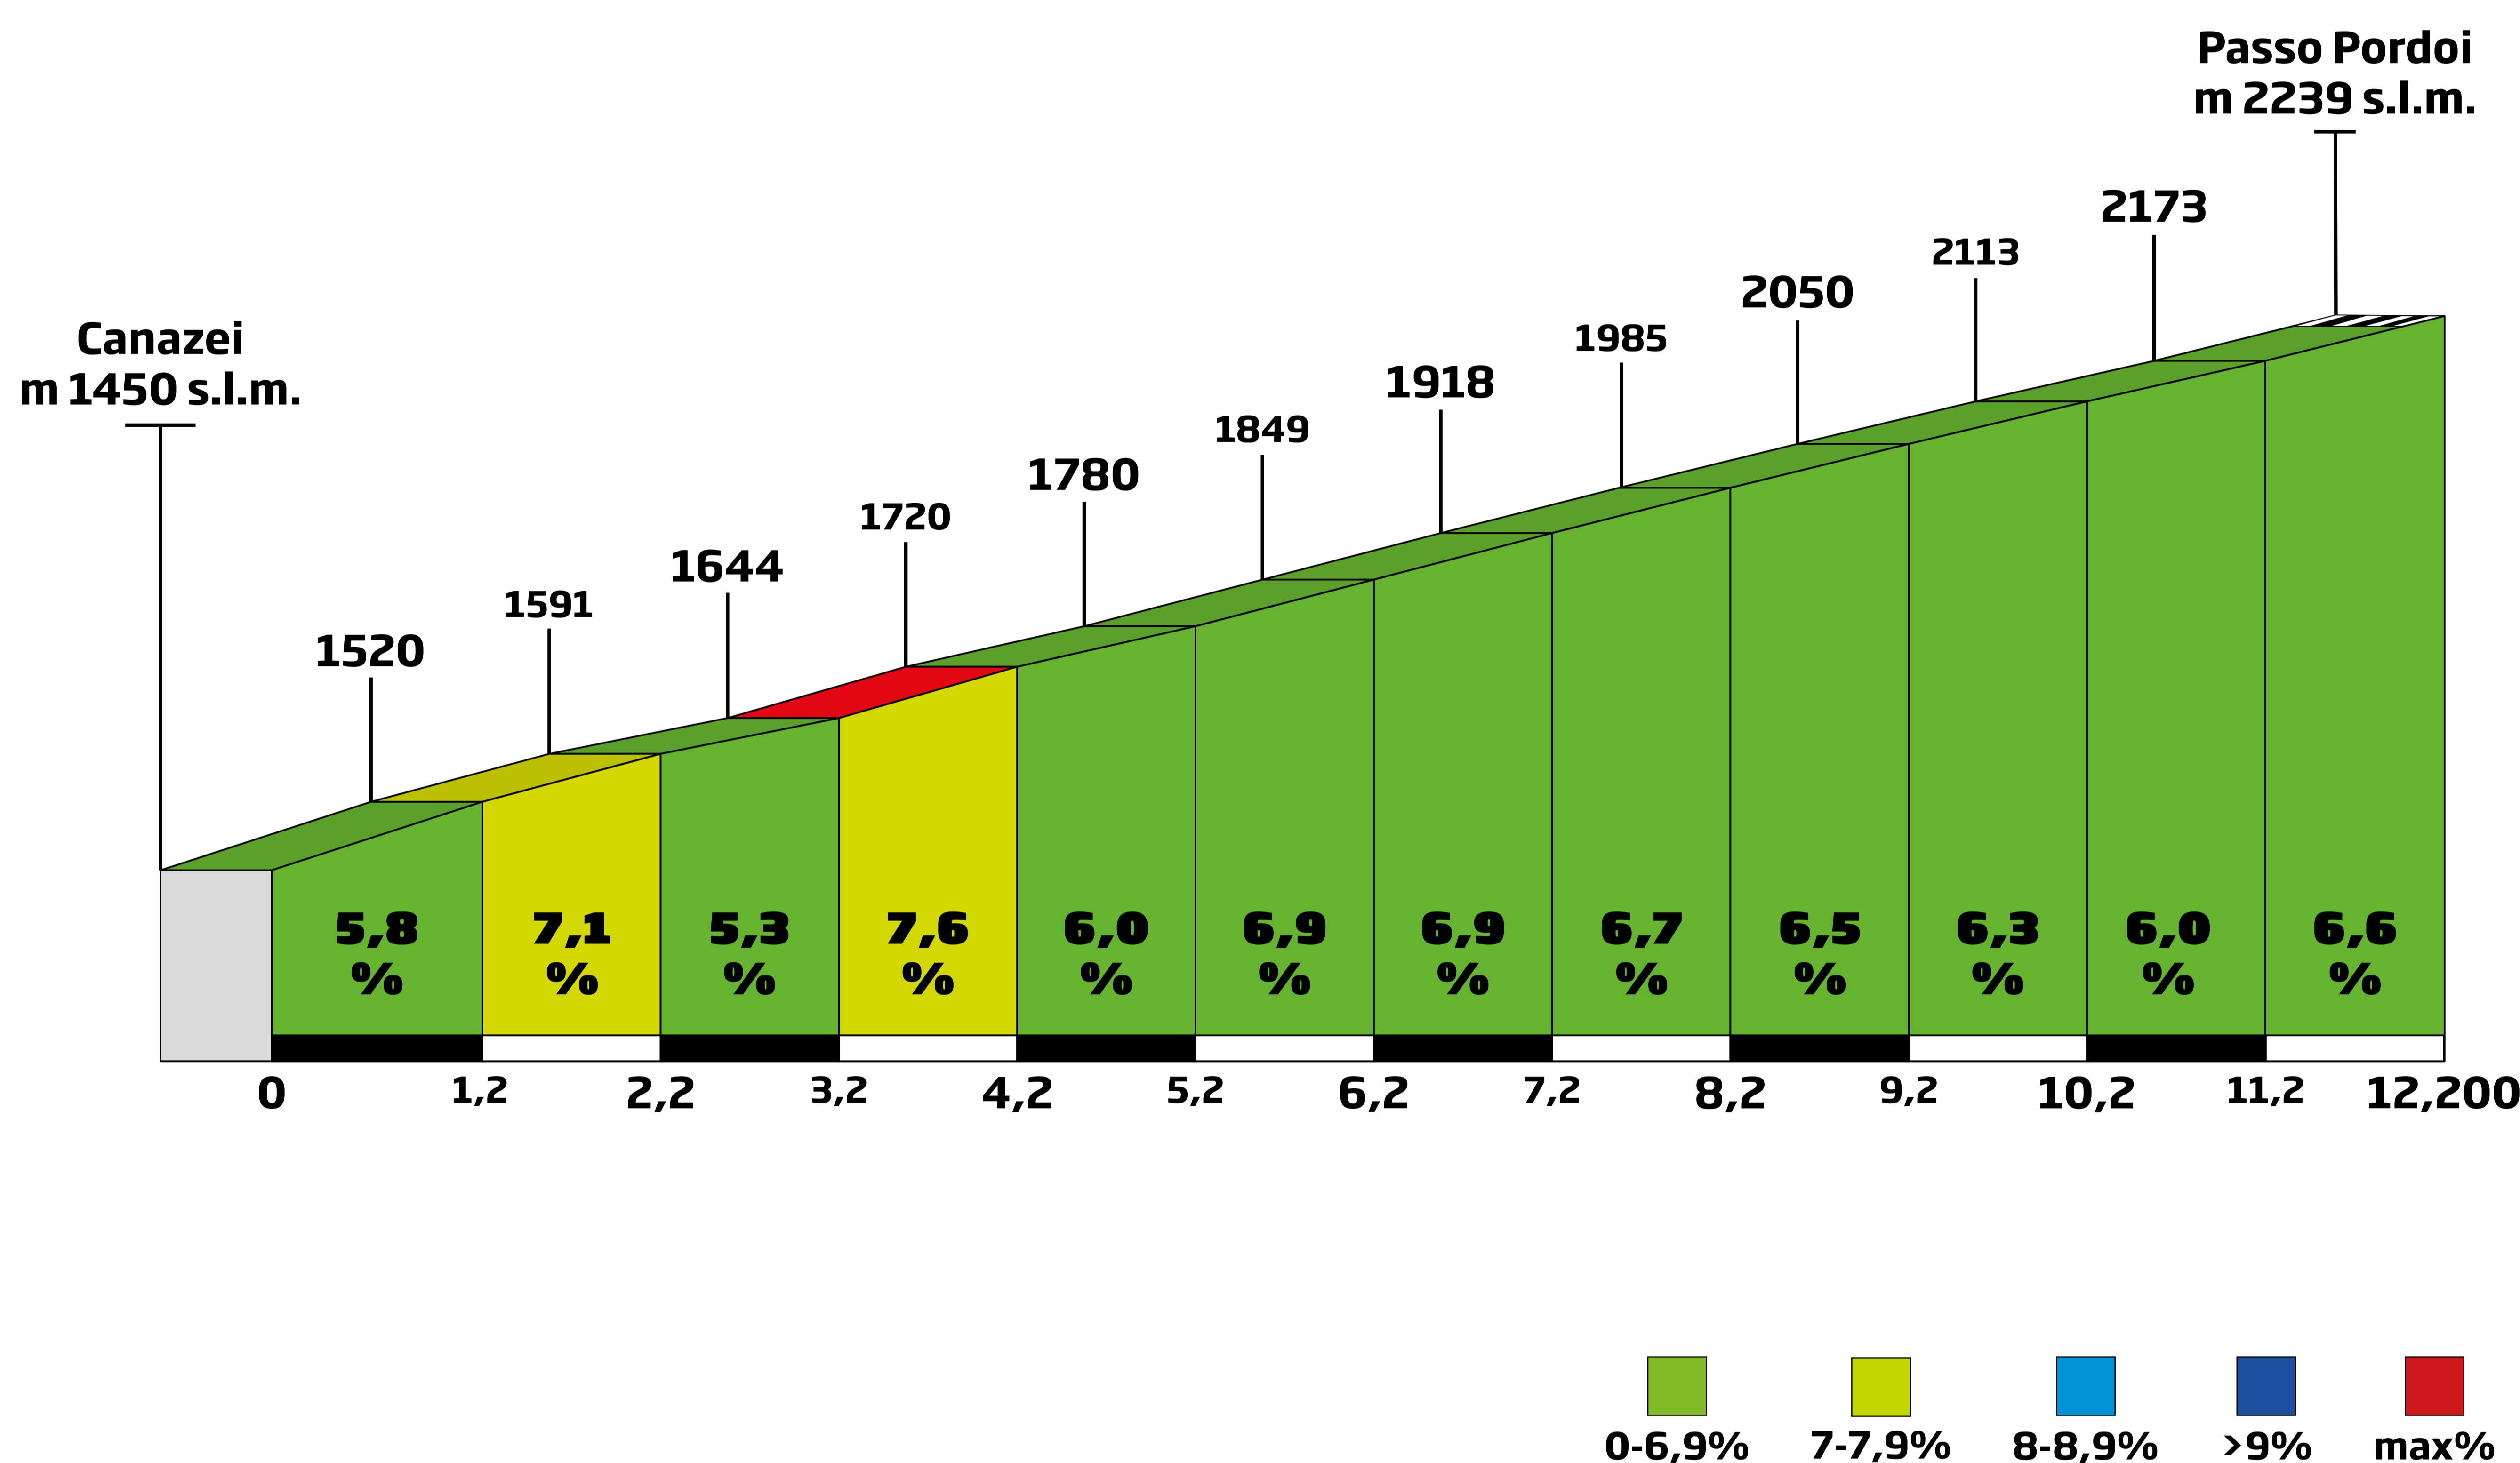 Passo Pordoi
m 2239 s.l.m.
2173
2113
2050
1985
Canazei
m 1450 s.l.m.
1918
1849
1780
1720
1644
1591
1520
5,8 7,1 5,3 7,6 6,0 6,9 6,9 6,7 6,5 6,3 6,0 6,6
% % % % % % % % % % % %
0 1,2 2,2 3,2 4,2 5,2 6,2 7,2 8,2 9,2 10,2 11,2 12,200
0-6,9% 7-7,9% 8-8,9% >9% max%